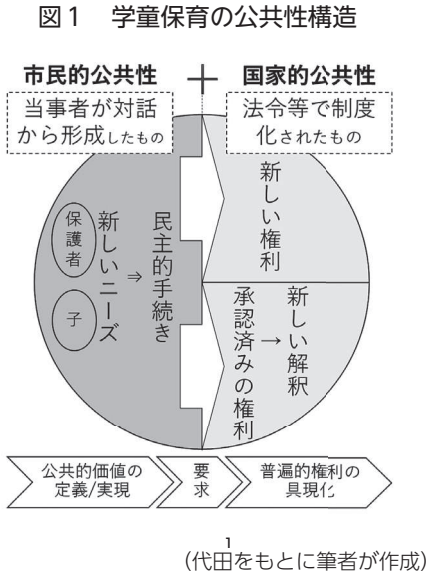 図1 学童保育の公共性構造
市民的公共性
+
国家的公共性
当事者が対話
から形成したもの
法令等で制度
化されたもの
保護者
子
新しいニーズ
⇒
民主的手続き
新しい権利
承認済みの権利
→
新しい解釈
公共的価値の
定義/実現
要求
普遍的権利の
具現化
1
(代田をもとに筆者が作成)